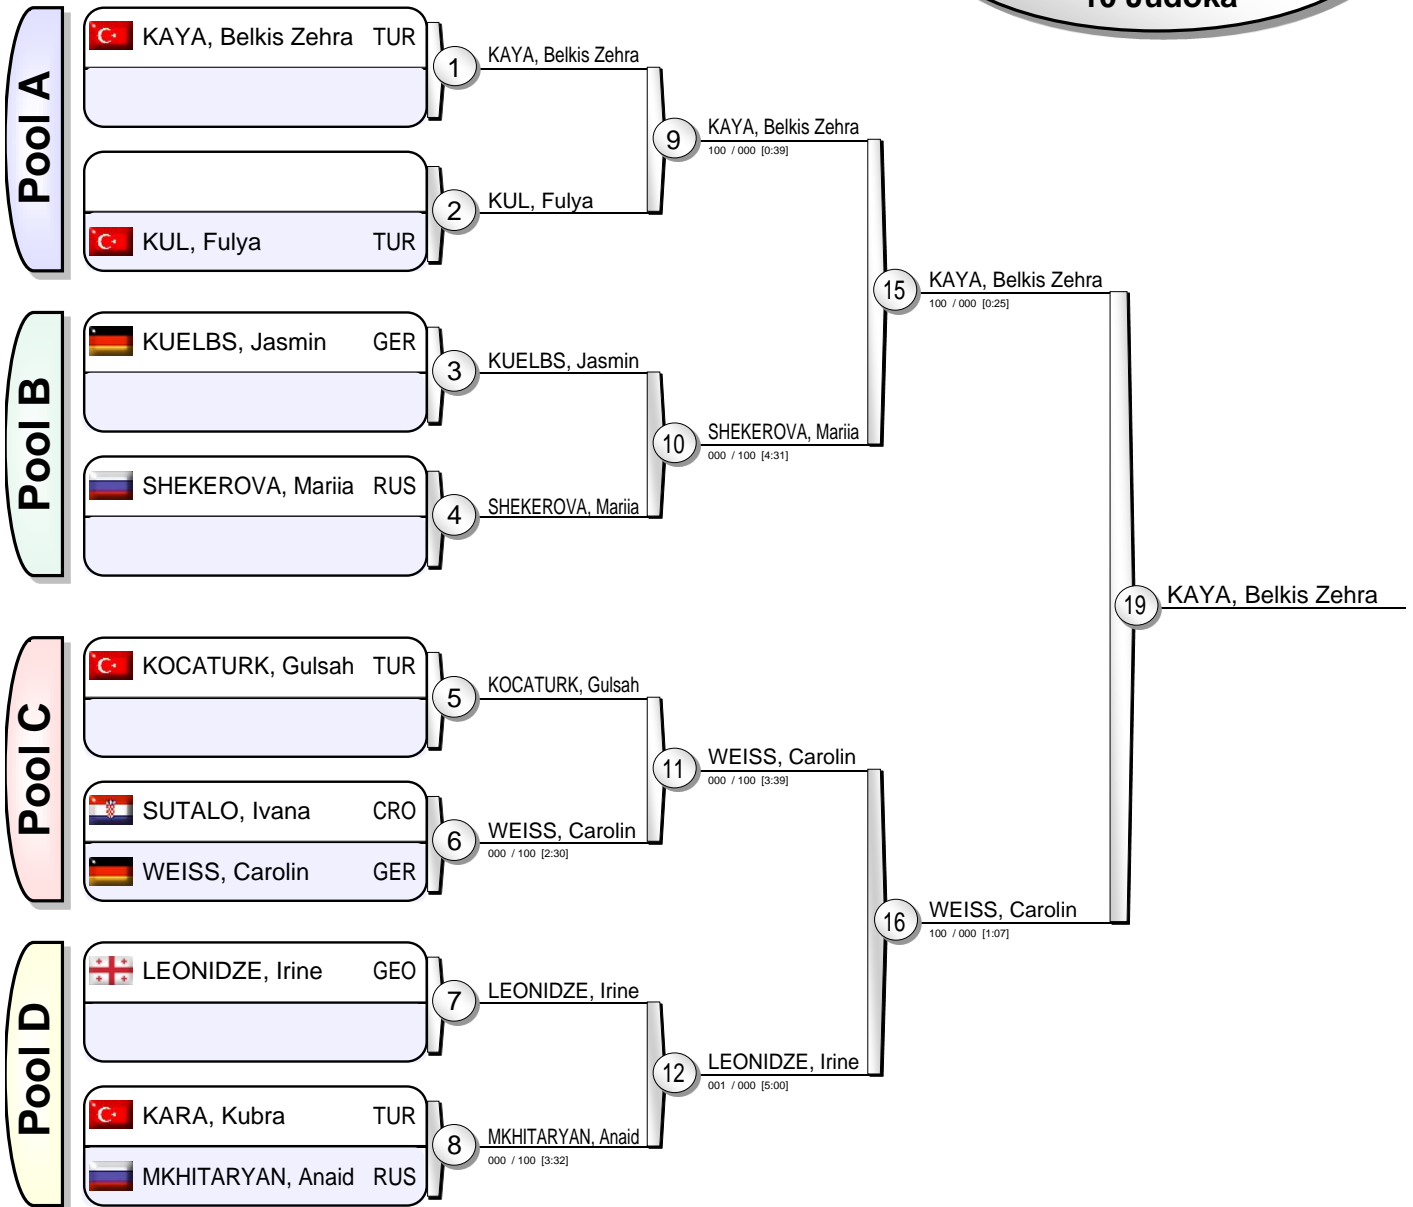 10 Judoka
Pool A
KAYA, Belkis Zehra TUR
1
KAYA, Belkis Zehra
2
KUL, Fulya
KUL, Fulya TUR
9
KAYA, Belkis Zehra
100 / 000 [0:39]
Pool B
KUELBS, Jasmin GER
3
KUELBS, Jasmin
SHEKEROVA, Mariia RUS
4
SHEKEROVA, Mariia
10
SHEKEROVA, Mariia
000 / 100 [4:31]
15
KAYA, Belkis Zehra
100 / 000 [0:25]
Pool C
KOCATURK, Gulsah TUR
5
KOCATURK, Gulsah
SUTALO, Ivana CRO
6
WEISS, Carolin
000 / 100 [2:30]
WEISS, Carolin GER
11
WEISS, Carolin
000 / 100 [3:39]
Pool D
LEONIDZE, Irine GEO
7
LEONIDZE, Irine
KARA, Kubra TUR
8
MKHITARYAN, Anaid
000 / 100 [3:32]
MKHITARYAN, Anaid RUS
12
LEONIDZE, Irine
001 / 000 [5:00]
16
WEISS, Carolin
100 / 000 [1:07]
19
KAYA, Belkis Zehra